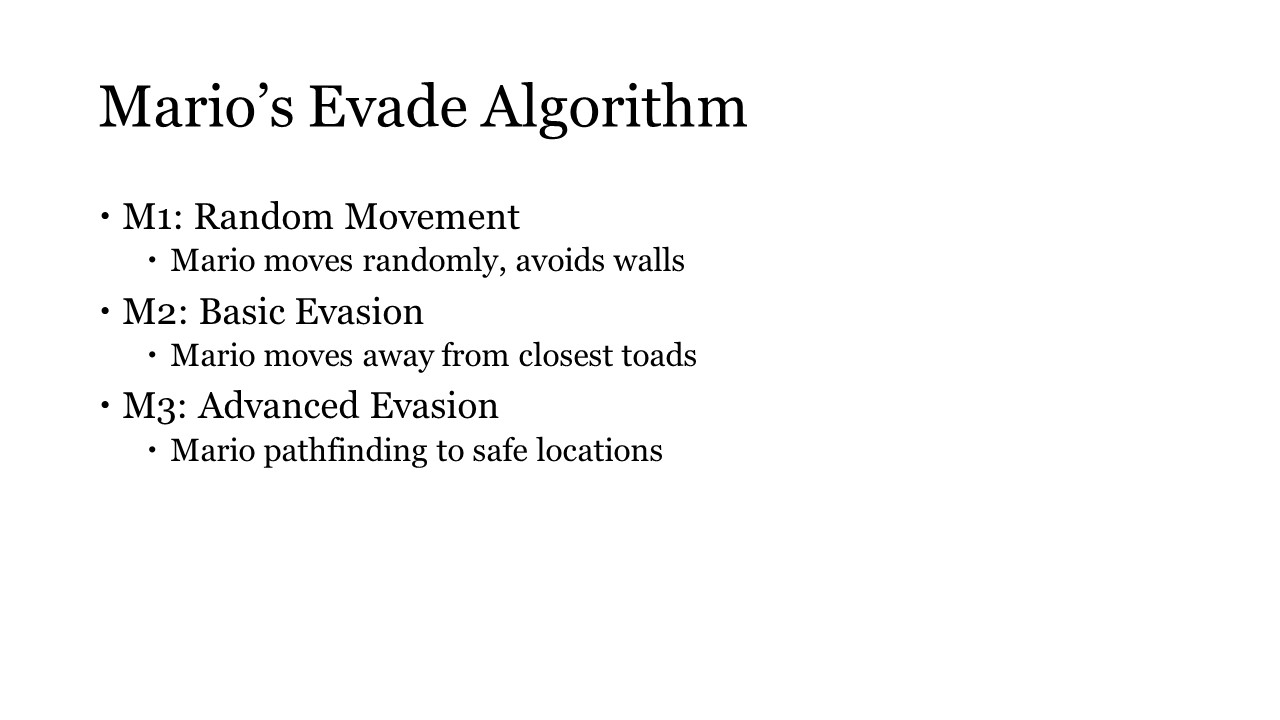 Mario’s Evade Algorithm
• M1: Random Movement
• Mario moves randomly, avoids walls
• M2: Basic Evasion
• Mario moves away from closest toads
• M3: Advanced Evasion
• Mario pathfinding to safe locations